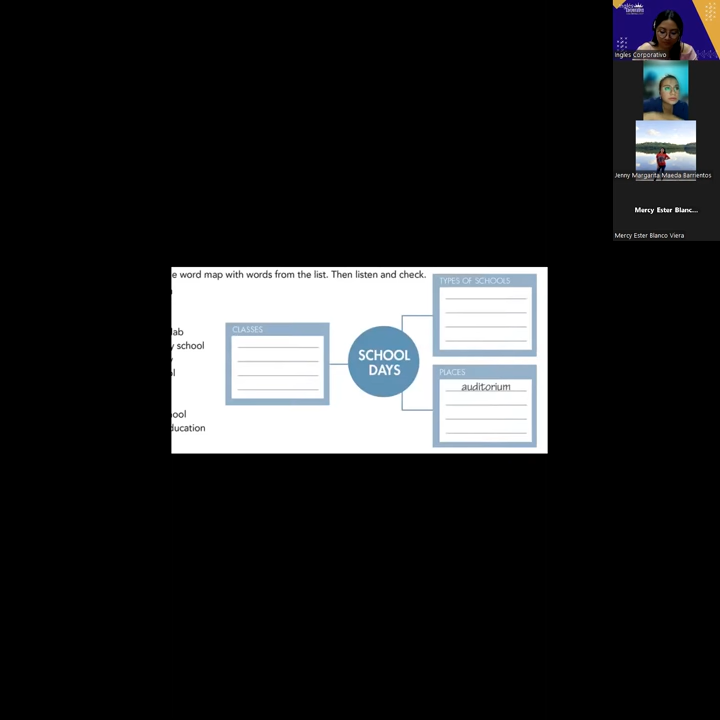 Ingles Corporativo
Jenny Margarita Maeda Barrientos
Mercy Ester Blanc...
Mercy Ester Blanco Viera
e word map with words from the list. Then listen and check.
lab
y school
y
ol
ool
ducation
CLASSES
SCHOOL
DAYS
TYPES OF SCHOOLS
PLACES
auditorium